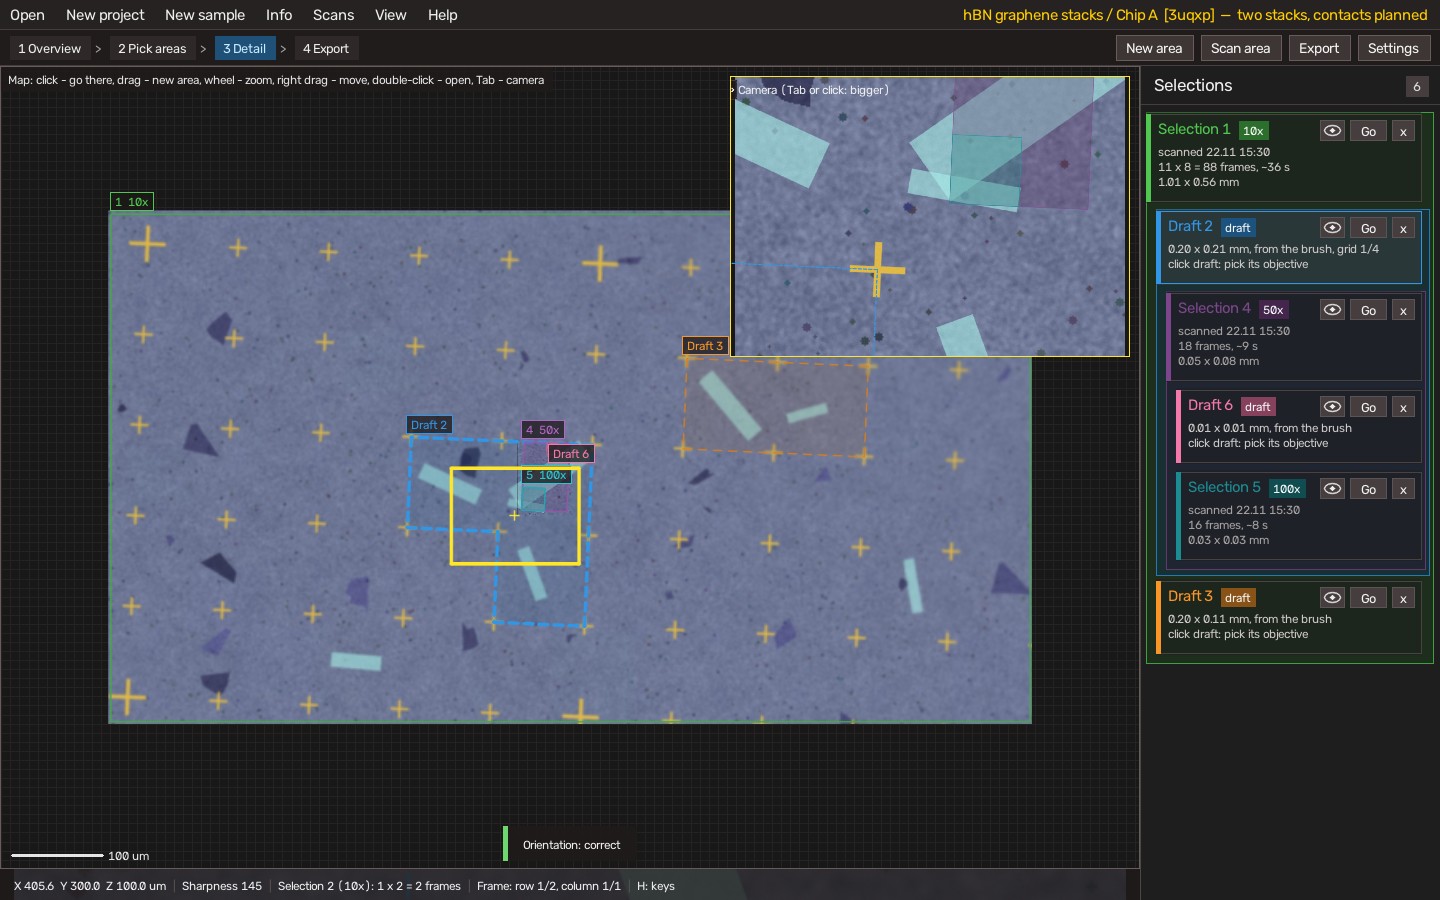 Open New project New sample Info Scans View Help
hBN graphene stacks / Chip A [3uqxp] — two stacks, contacts planned
1 Overview > 2 Pick areas > 3 Detail > 4 Export
New area Scan area Export Settings
Map: click - go there, drag - new area, wheel - zoom, right drag - move, double-click - open, Tab - camera
Camera (Tab or click: bigger)
1 10x
Draft 3
Draft 2
4 50x
Draft 6
5 100x
100 um
Orientation: correct
X 405.6 Y 300.0 Z 100.0 um
Sharpness 145
Selection 2 (10x): 1 x 2 = 2 frames
Frame: row 1/2, column 1/1
H: keys
Selections 6
Selection 1 10x Go x
scanned 22.11 15:30
11 x 8 = 88 frames, ~36 s
1.01 x 0.56 mm
Draft 2 draft Go x
0.20 x 0.21 mm, from the brush, grid 1/4
click draft: pick its objective
Selection 4 50x Go x
scanned 22.11 15:30
18 frames, ~9 s
0.05 x 0.08 mm
Draft 6 draft Go x
0.01 x 0.01 mm, from the brush
click draft: pick its objective
Selection 5 100x Go x
scanned 22.11 15:30
16 frames, ~8 s
0.03 x 0.03 mm
Draft 3 draft Go x
0.20 x 0.11 mm, from the brush
click draft: pick its objective